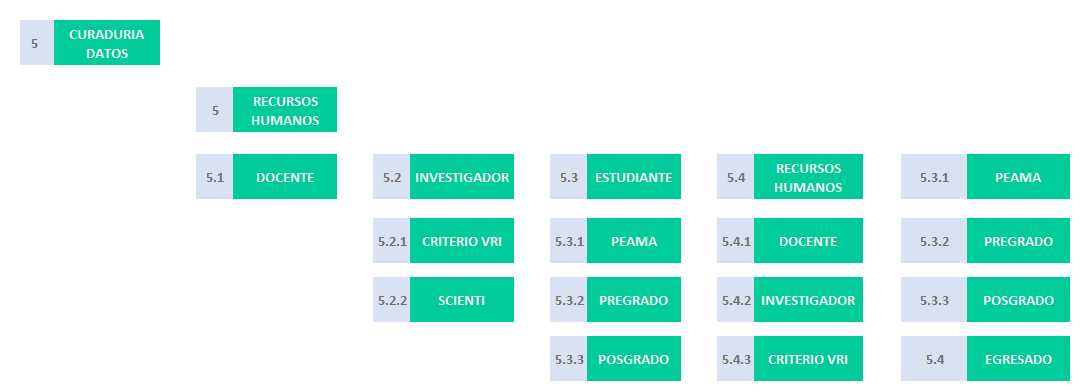 5 CURADURIA
DATOS
5 RECURSOS
HUMANOS
5.1 DOCENTE 5.2 INVESTIGADOR 5.3 ESTUDIANTE 5.4 RECURSOS
HUMANOS 5.3.1 PEAMA
5.2.1 CRITERIO VRI 5.3.1 PEAMA 5.4.1 DOCENTE 5.3.2 PREGRADO
5.2.2 SCIENTI 5.3.2 PREGRADO 5.4.2 INVESTIGADOR 5.3.3 POSGRADO
5.3.3 POSGRADO 5.4.3 CRITERIO VRI 5.4 EGRESADO